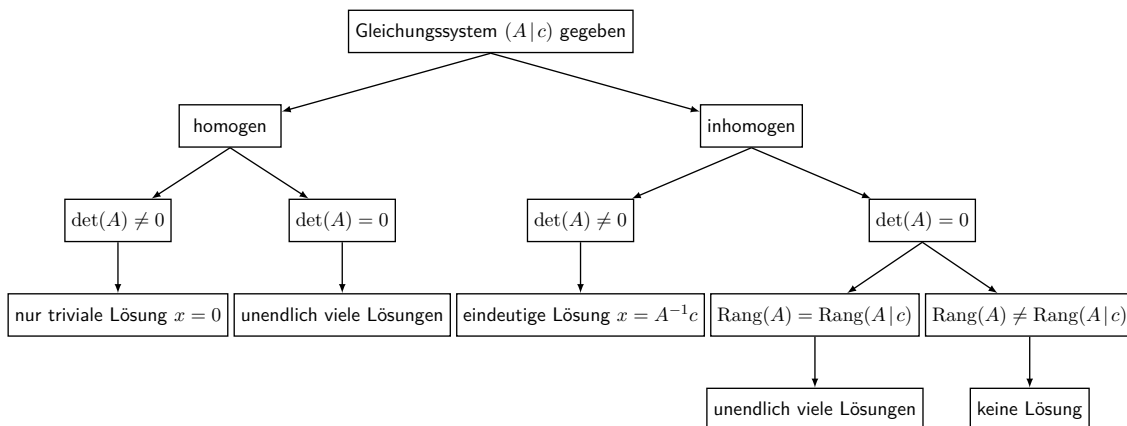 Gleichungssystem (A | c) gegeben
homogen
inhomogen
det(A) ≠ 0
det(A) = 0
det(A) ≠ 0
det(A) = 0
nur triviale Lösung x = 0
unendlich viele Lösungen
eindeutige Lösung x = A⁻¹c
Rang(A) = Rang(A | c)
Rang(A) ≠ Rang(A | c)
unendlich viele Lösungen
keine Lösung